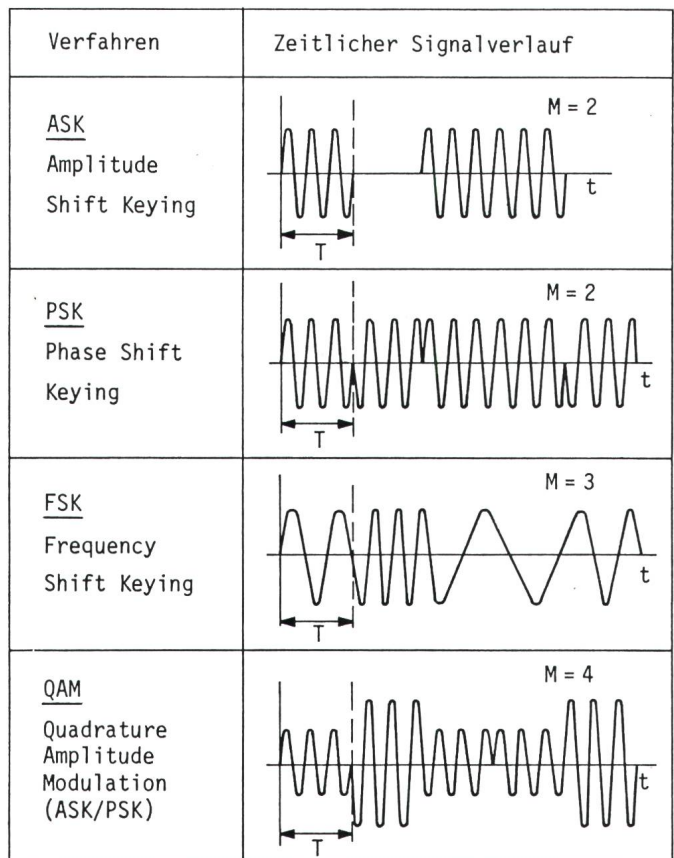 Verfahren
Zeitlicher Signalverlauf
ASK
Amplitude
Shift Keying
M = 2
t
T
PSK
Phase Shift
Keying
M = 2
t
T
FSK
Frequency
Shift Keying
M = 3
t
T
QAM
Quadrature
Amplitude
Modulation
(ASK/PSK)
M = 4
t
T